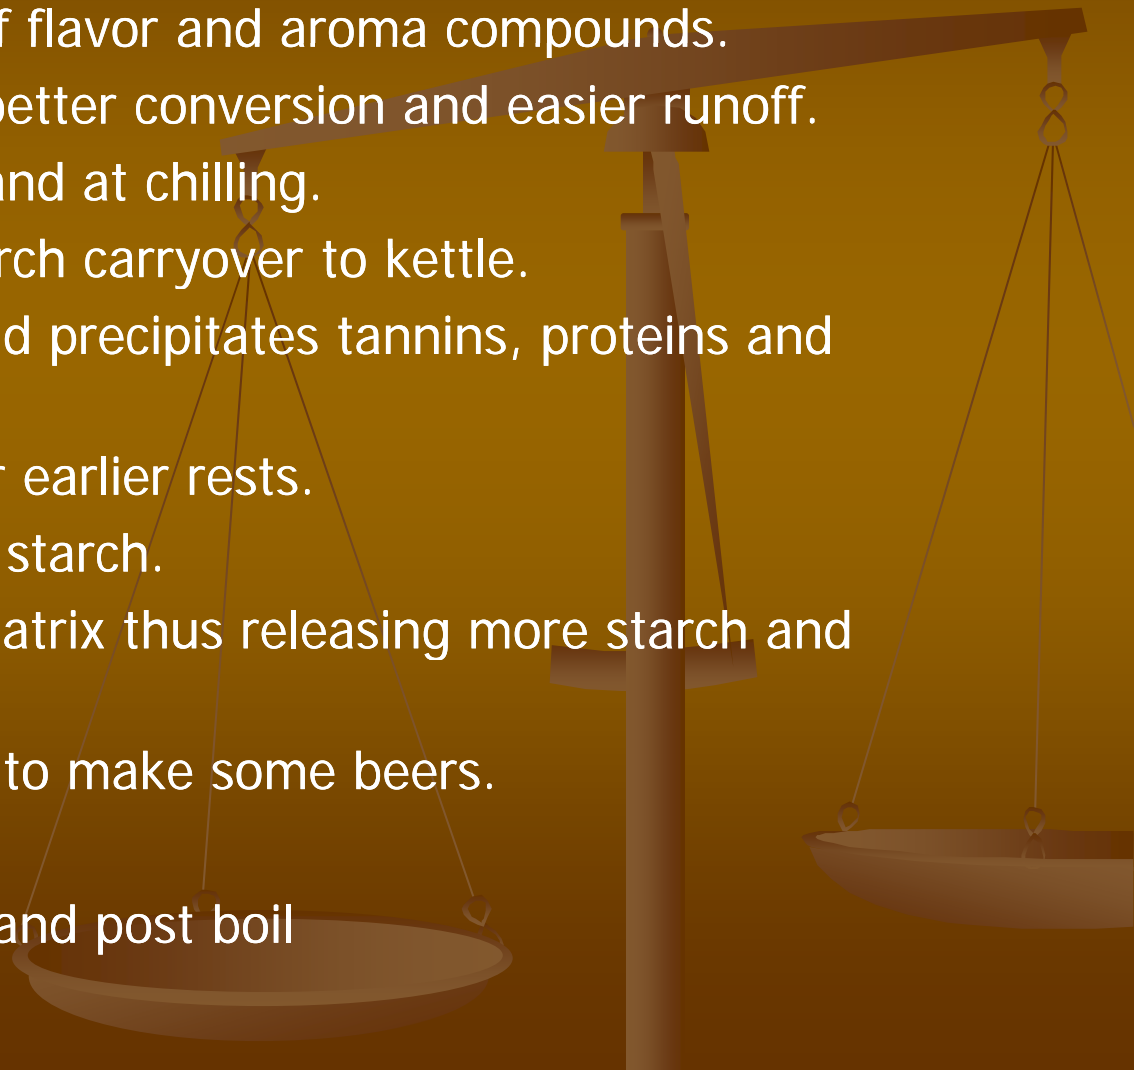 f flavor and aroma compounds.
better conversion and easier runoff.
and at chilling.
rch carryover to kettle.
d precipitates tannins, proteins and
r earlier rests.
starch.
atrix thus releasing more starch and
to make some beers.
and post boil